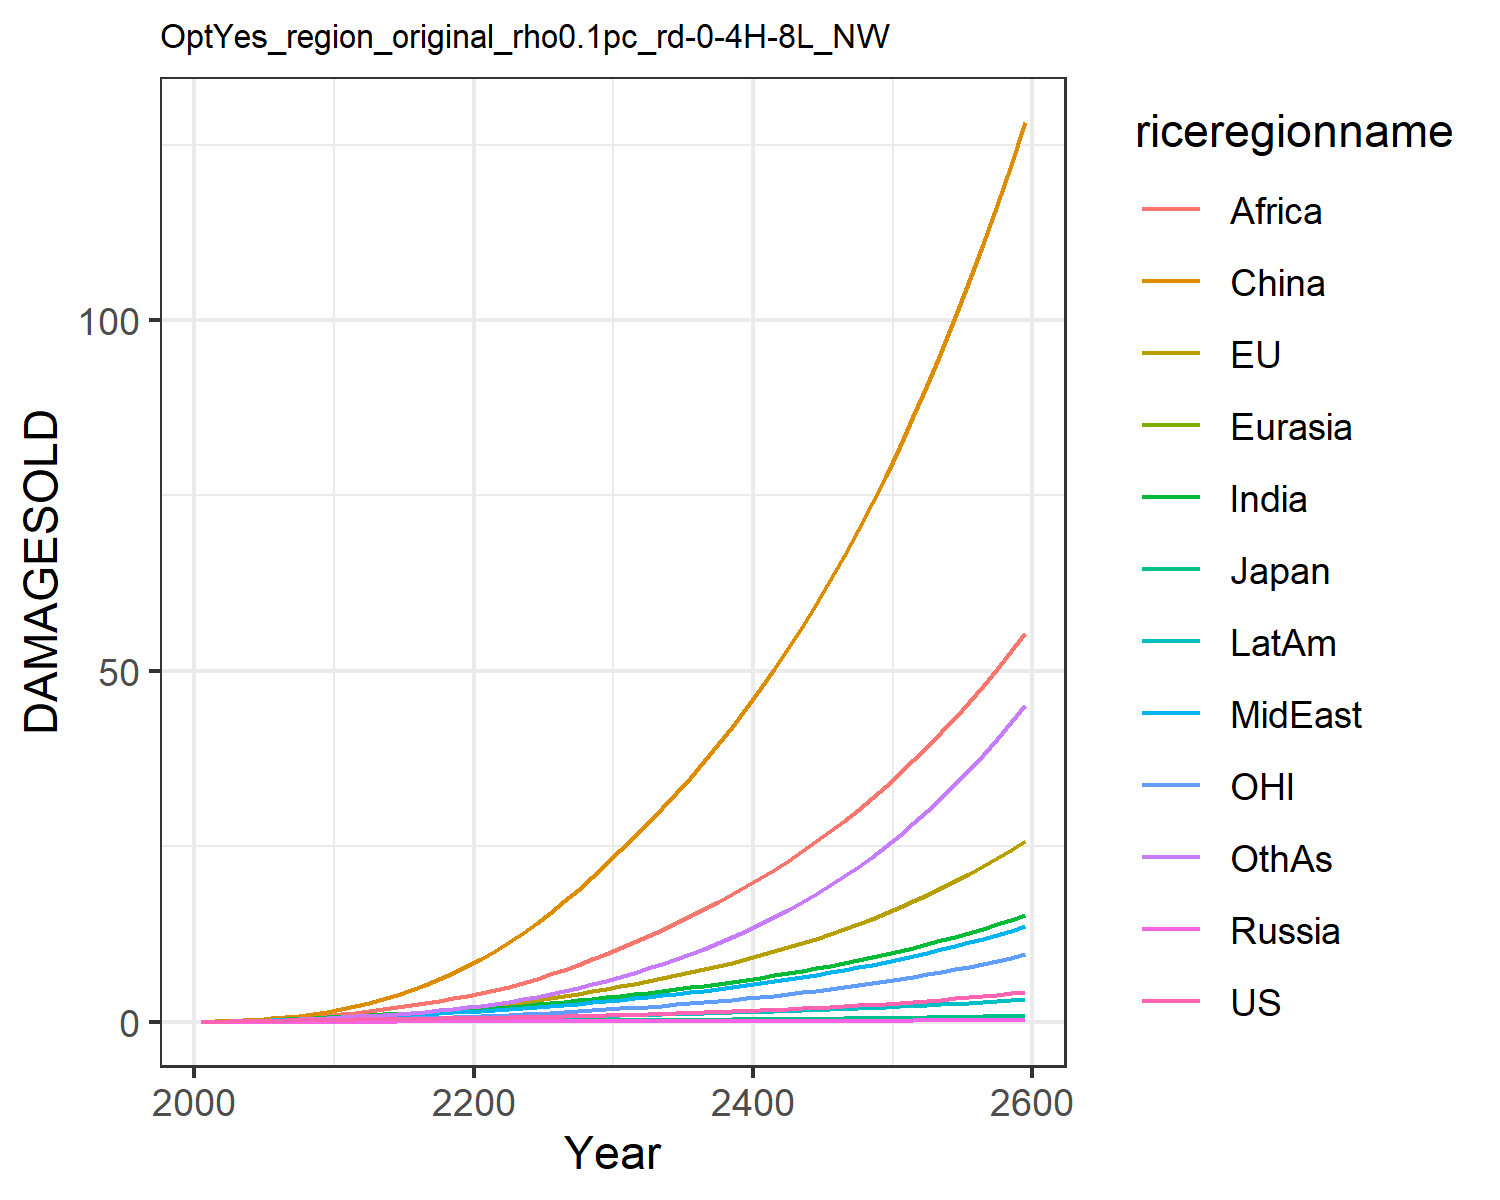 OptYes_region_original_rho0.1pc_rd-0-4H-8L_NW
DAMAGESOLD
100
50
0
2000
2200
2400
2600
Year
riceregionname
Africa
China
EU
Eurasia
India
Japan
LatAm
MidEast
OHI
OthAs
Russia
US